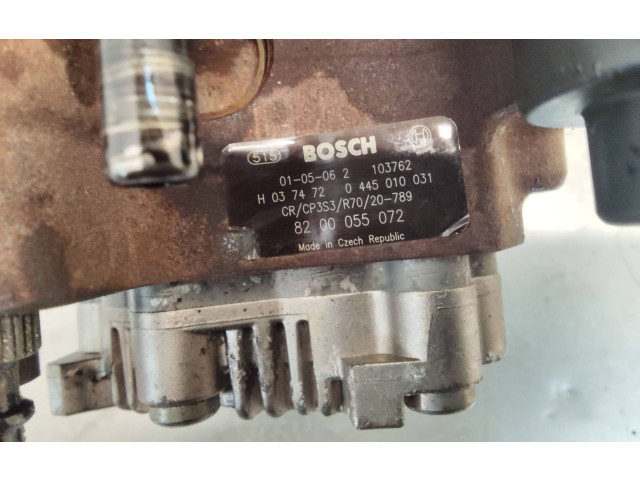 515 BOSCH
01-05-06 2 103762
H 03 74 72 0 445 010 031
CR/CP3S3/R70/20-789
82 00 055 072
Made in Czech Republic